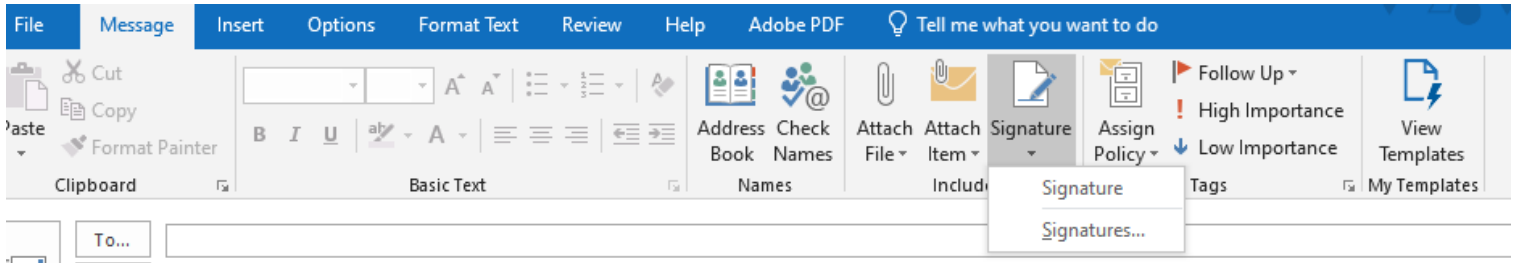 File Message Insert Options Format Text Review Help Adobe PDF Tell me what you want to do
Cut
Copy
Paste
Format Painter
Clipboard
A A
B I U ab A
Basic Text
Address Book
Check Names
Names
Attach File
Attach Item
Signature
Includ
Assign Policy
Follow Up
High Importance
Low Importance
Tags
View Templates
My Templates
Signature
Signatures...
To...